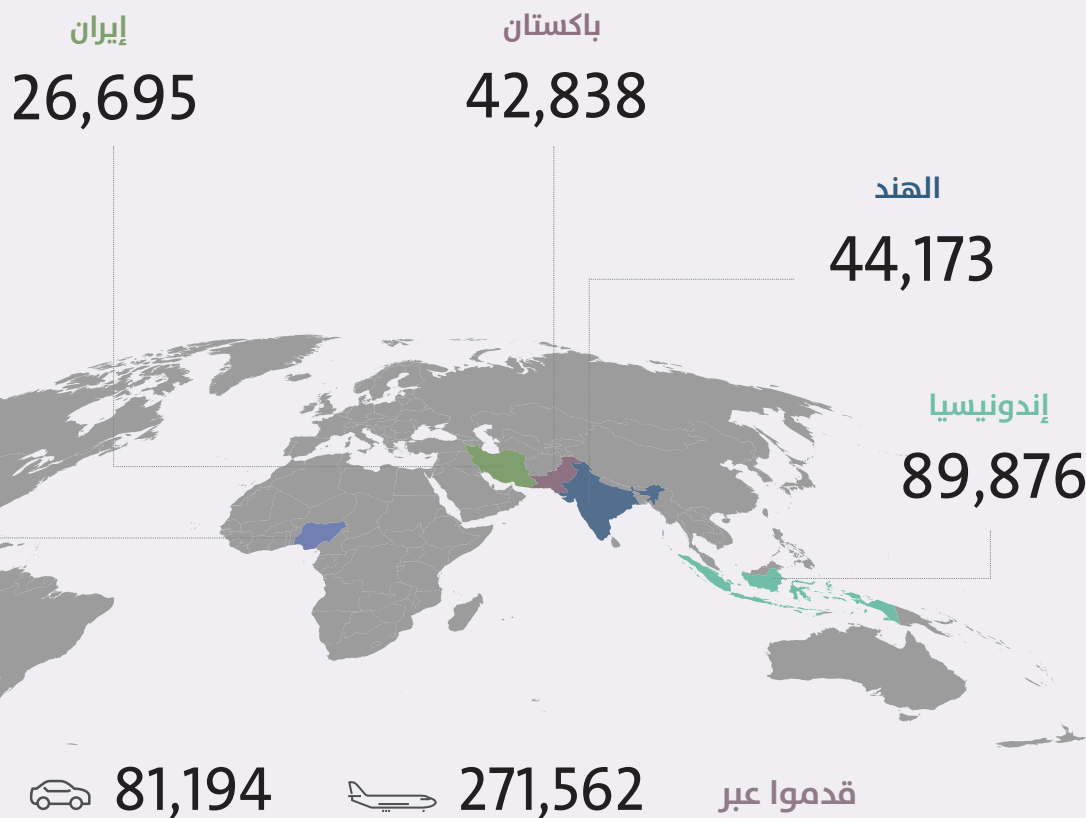 باكستان
42,838
إيران
26,695
الهند
44,173
إندونيسيا
89,876
قدموا عبر 271,562 81,194